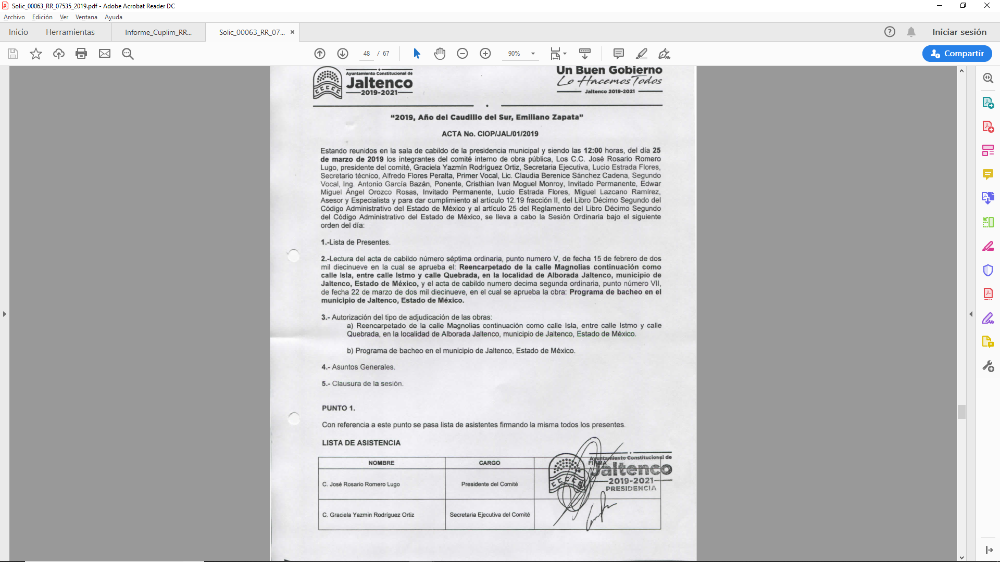 Solic_00063_RR_07535_2019.pdf - Adobe Acrobat Reader DC
Archivo Edición Ver Ventana Ayuda
Inicio Herramientas Informe_Cuplim_RR... Solic_00063_RR_07... Iniciar sesión
48 / 67 90% Compartir
Ayuntamiento Constitucional de
Jaltenco
2019-2021
Un Buen Gobierno
Lo Hacemos Todos
Jaltenco 2019-2021
“2019, Año del Caudillo del Sur, Emiliano Zapata”
ACTA No. CIOP/JAL/01/2019
Estando reunidos en la sala de cabildo de la presidencia municipal y siendo las 12:00 horas, del día 25
de marzo de 2019 los integrantes del comité interno de obra pública, Los C.C. José Rosario Romero
Lugo, presidente del comité, Graciela Yazmín Rodríguez Ortiz, Secretaria Ejecutiva, Lucio Estrada Flores,
Secretario técnico, Alfredo Flores Peralta, Primer Vocal, Lic. Claudia Berenice Sánchez Cadena, Segundo
Vocal, Ing. Antonio García Bazán, Ponente, Cristhian Ivan Moguel Monroy, Invitado Permanente, Edwar
Miguel Ángel Orozco Rosas, Invitado Permanente, Lucio Estrada Flores, Miguel Lazcano Ramírez,
Asesor y Especialista y para dar cumplimiento al artículo 12.19 fracción II, del Libro Décimo Segundo del
Código Administrativo del Estado de México y al artículo 25 del Reglamento del Libro Décimo Segundo
del Código Administrativo del Estado de México, se lleva a cabo la Sesión Ordinaria bajo el siguiente
orden del día:
1.-Lista de Presentes.
2.-Lectura del acta de cabildo número séptima ordinaria, punto numero V, de fecha 15 de febrero de dos
mil diecinueve en la cual se aprueba el: Reencarpetado de la calle Magnolias continuación como
calle Isla, entre calle Istmo y calle Quebrada, en la localidad de Alborada Jaltenco, municipio de
Jaltenco, Estado de México, y el acta de cabildo numero decima segunda ordinaria, punto número VII,
de fecha 22 de marzo de dos mil diecinueve, en el cual se aprueba la obra: Programa de bacheo en el
municipio de Jaltenco, Estado de México.
3.- Autorización del tipo de adjudicación de las obras:
a) Reencarpetado de la calle Magnolias continuación como calle Isla, entre calle Istmo y calle
Quebrada, en la localidad de Alborada Jaltenco, municipio de Jaltenco, Estado de México.
b) Programa de bacheo en el municipio de Jaltenco, Estado de México.
4.- Asuntos Generales.
5.- Clausura de la sesión.
PUNTO 1.
Con referencia a este punto se pasa lista de asistentes firmando la misma todos los presentes.
LISTA DE ASISTENCIA
NOMBRE CARGO FIRMA
C. José Rosario Romero Lugo Presidente del Comité
Ayuntamiento Constitucional de
Jaltenco
2019-2021
PRESIDENCIA
C. Graciela Yazmin Rodríguez Ortiz Secretaria Ejecutiva del Comité